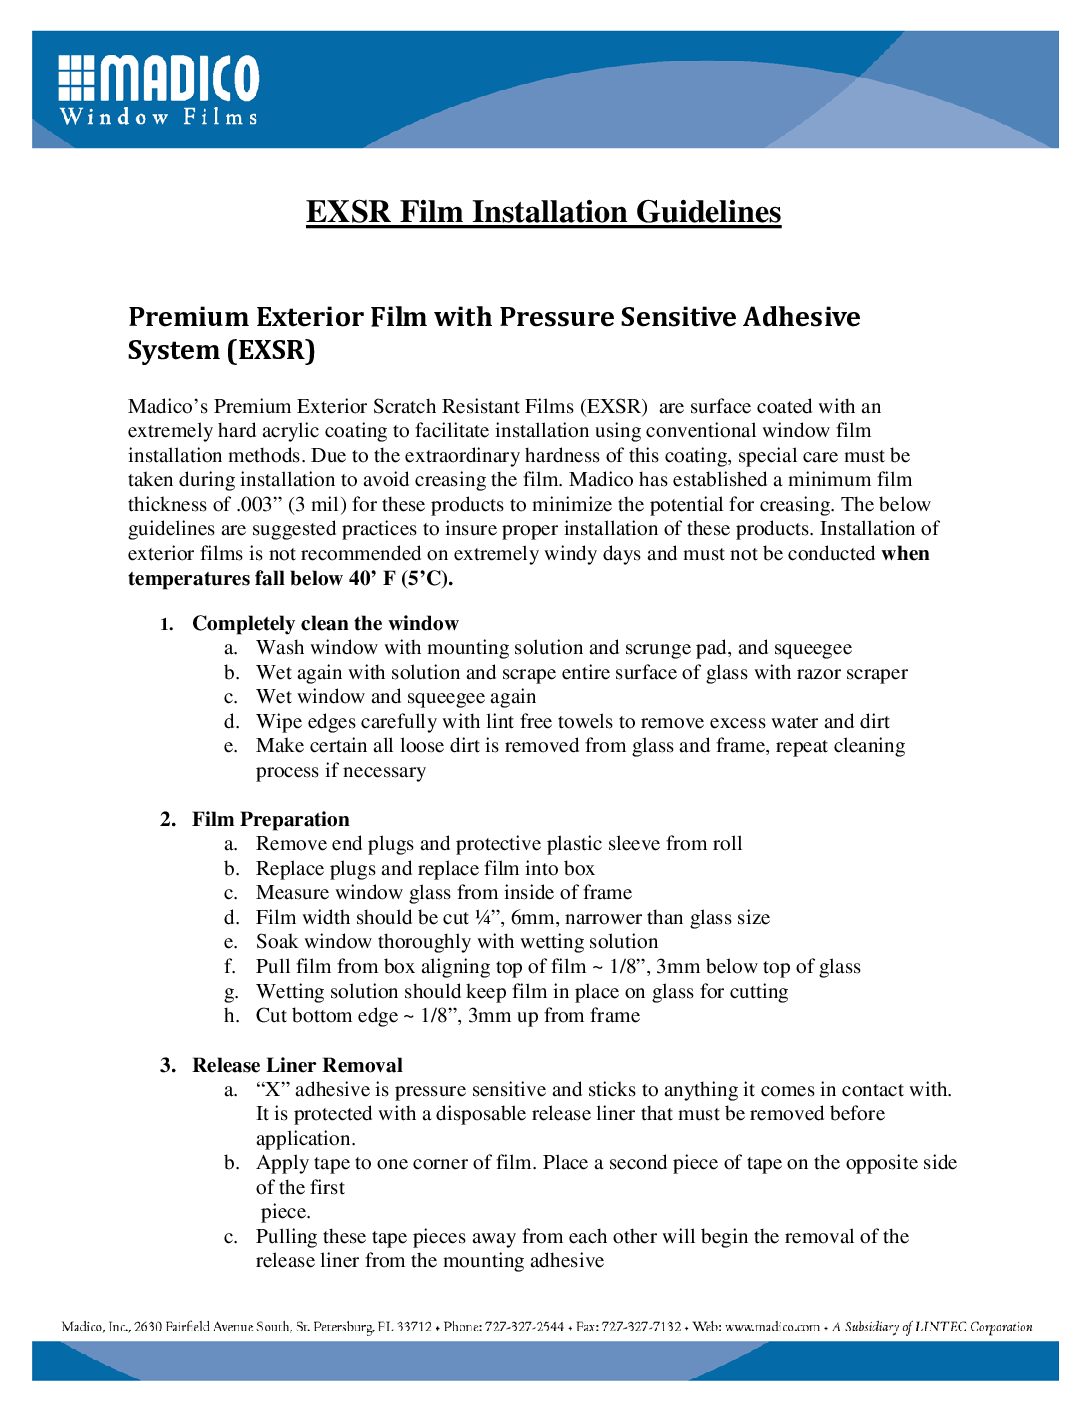 MADICO
Window Films
EXSR Film Installation Guidelines
Premium Exterior Film with Pressure Sensitive Adhesive
System (EXSR)
Madico’s Premium Exterior Scratch Resistant Films (EXSR)  are surface coated with an
extremely hard acrylic coating to facilitate installation using conventional window film
installation methods. Due to the extraordinary hardness of this coating, special care must be
taken during installation to avoid creasing the film. Madico has established a minimum film
thickness of .003” (3 mil) for these products to minimize the potential for creasing. The below
guidelines are suggested practices to insure proper installation of these products. Installation of
exterior films is not recommended on extremely windy days and must not be conducted when
temperatures fall below 40’ F (5’C).
1. Completely clean the window
a. Wash window with mounting solution and scrunge pad, and squeegee
b. Wet again with solution and scrape entire surface of glass with razor scraper
c. Wet window and squeegee again
d. Wipe edges carefully with lint free towels to remove excess water and dirt
e. Make certain all loose dirt is removed from glass and frame, repeat cleaning
process if necessary
2. Film Preparation
a. Remove end plugs and protective plastic sleeve from roll
b. Replace plugs and replace film into box
c. Measure window glass from inside of frame
d. Film width should be cut ¼”, 6mm, narrower than glass size
e. Soak window thoroughly with wetting solution
f. Pull film from box aligning top of film ~ 1/8”, 3mm below top of glass
g. Wetting solution should keep film in place on glass for cutting
h. Cut bottom edge ~ 1/8”, 3mm up from frame
3. Release Liner Removal
a. “X” adhesive is pressure sensitive and sticks to anything it comes in contact with.
It is protected with a disposable release liner that must be removed before
application.
b. Apply tape to one corner of film. Place a second piece of tape on the opposite side
of the first
piece.
c. Pulling these tape pieces away from each other will begin the removal of the
release liner from the mounting adhesive
Madico, Inc., 2630 Fairfield Avenue South, St. Petersburg, FL 33712 • Phone: 727-327-2544 • Fax: 727-327-7132 • Web: www.madico.com • A Subsidiary of LINTEC Corporation